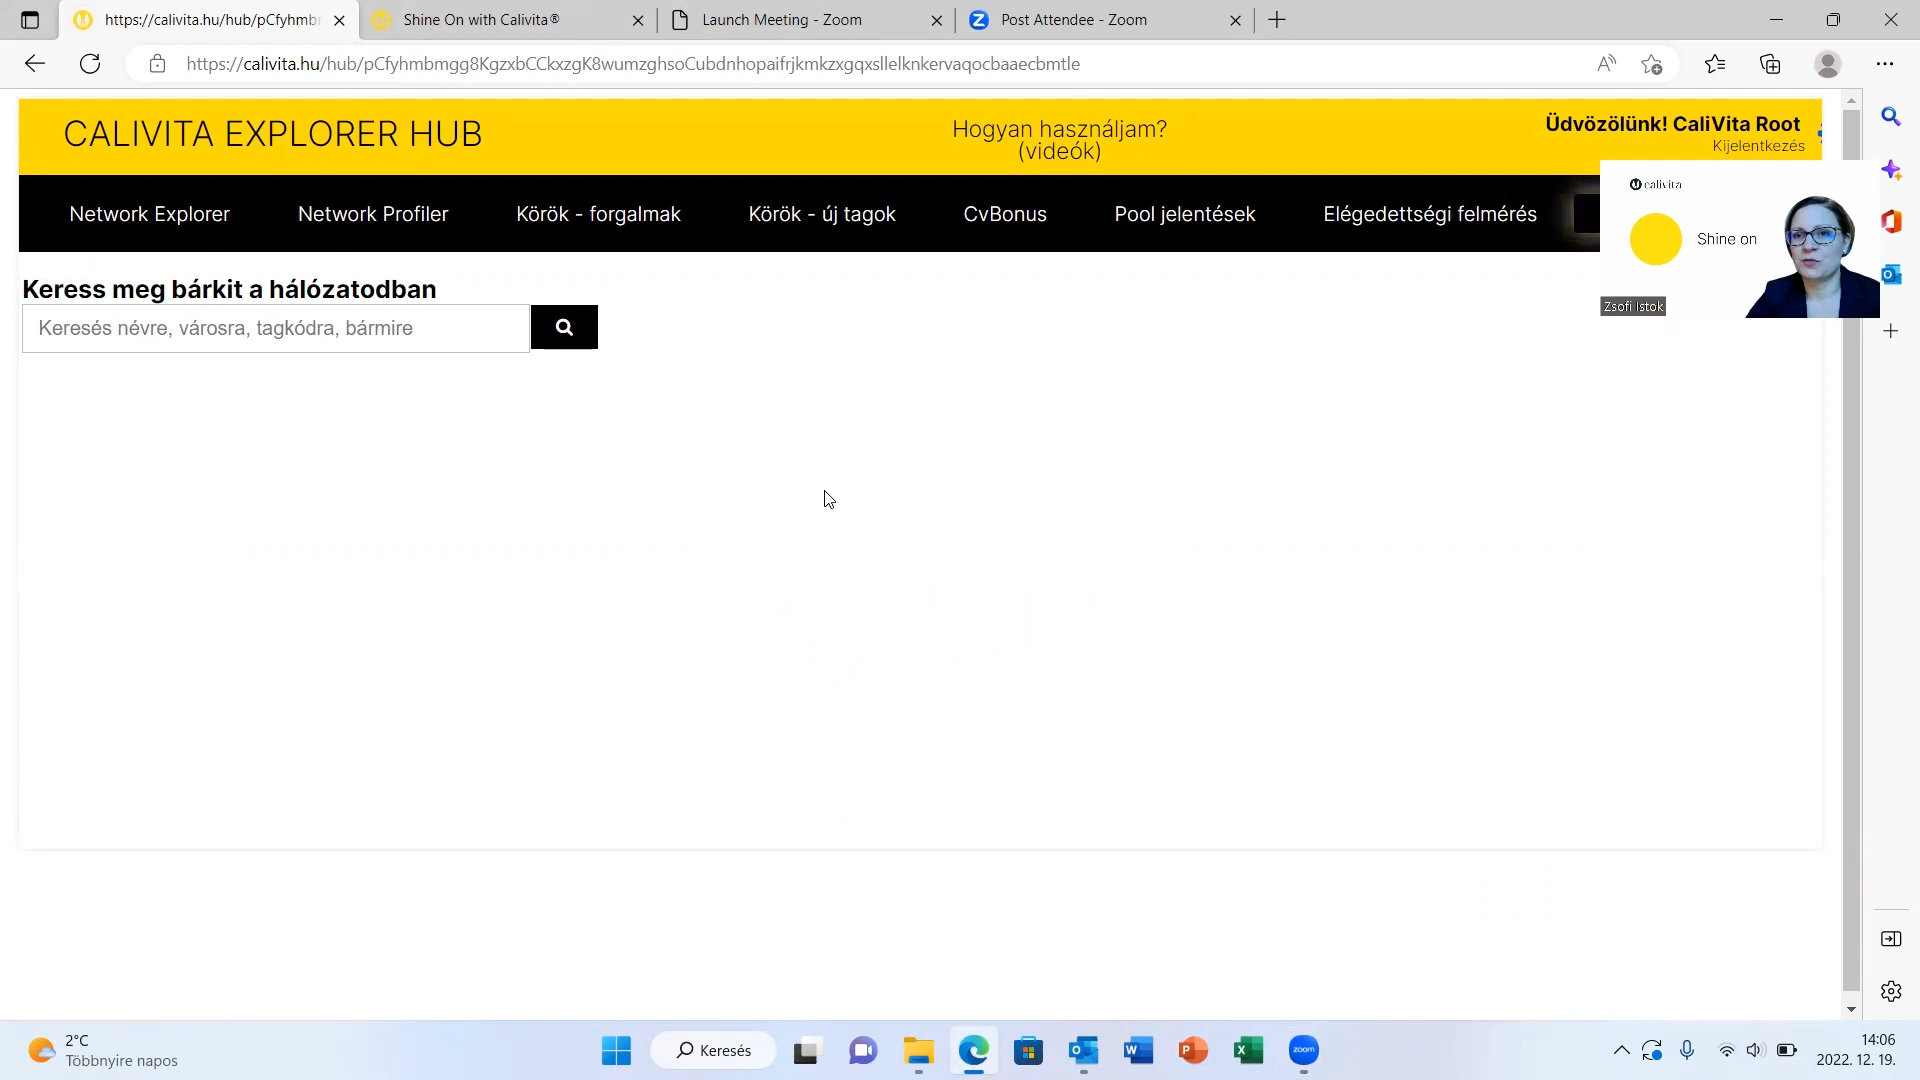 https://calivita.hu/hub/pCfyhmbm
Shine On with Calivita®
Launch Meeting - Zoom
Post Attendee - Zoom
https://calivita.hu/hub/pCfyhmbmgg8KgzxbCCkxzgK8wumzghsoCubdnhopaifrjkmkzxgqxsllelknkervaqocbaaecbmtle
CALIVITA EXPLORER HUB
Hogyan használjam?
(videók)
Üdvözölünk! CaliVita Root
Kijelentkezés
Network Explorer
Network Profiler
Körök - forgalmak
Körök - új tagok
CvBonus
Pool jelentések
Elégedettségi felmérés
calivita
Shine on
Zsofi Istok
Keress meg bárkit a hálózatodban
Keresés névre, városra, tagkódra, bármire
2°C
Többnyire napos
Keresés
zoom
14:06
2022. 12. 19.